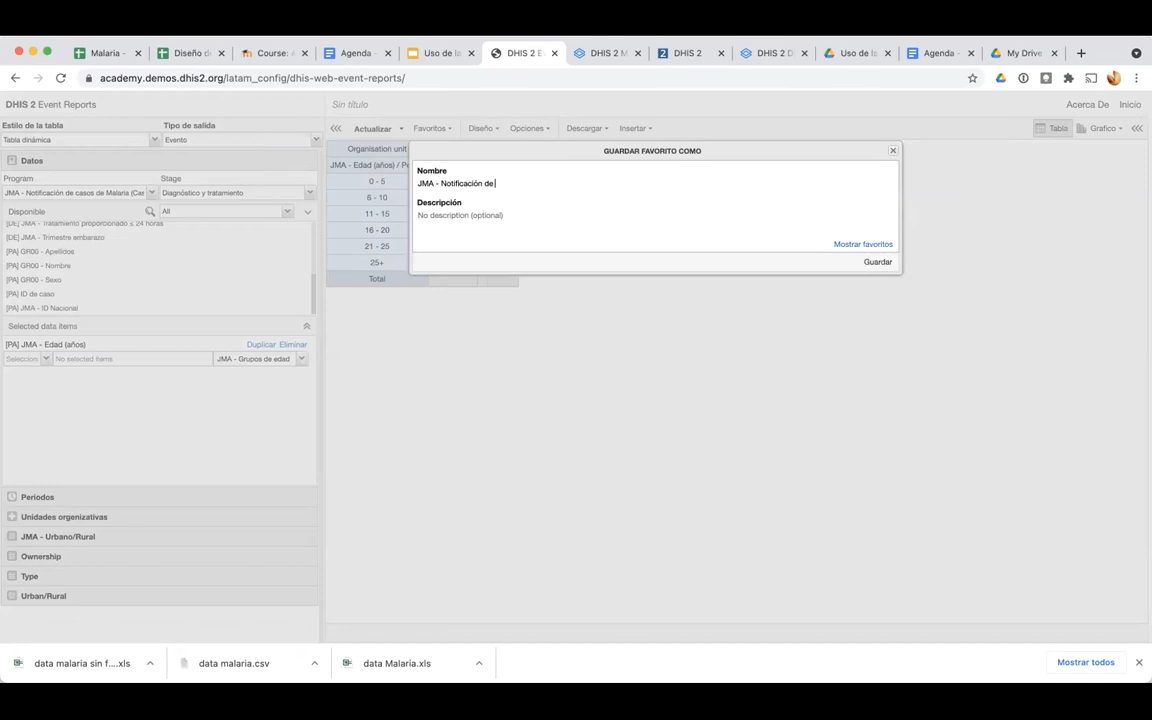 Malaria -
Diseño de
Course: A
Agenda -
Uso de la
DHIS 2 Ev
DHIS 2 M
DHIS 2
DHIS 2 D
Uso de la
Agenda -
My Drive
academy.demos.dhis2.org/latam_config/dhis-web-event-reports/
DHIS 2 Event Reports
Sin título
Acerca De
Inicio
Estilo de la tabla
Tipo de salida
Tabla dinámica
Evento
Actualizar
Favoritos
Diseño
Opciones
Descargar
Insertar
Tabla
Grafico
Datos
Program
Stage
JMA - Notificación de casos de Malaria (Cas
Diagnóstico y tratamiento
Disponible
All
[DE] JMA - Tratamiento proporcionado ≤ 24 horas
[DE] JMA - Trimestre embarazo
[PA] GR00 - Apellidos
[PA] GR00 - Nombre
[PA] GR00 - Sexo
[PA] ID de caso
[PA] JMA - ID Nacional
Selected data items
[PA] JMA - Edad (años)
Duplicar Eliminar
Seleccion
No selected items
JMA - Grupos de edad
Periodos
Unidades organizativas
JMA - Urbano/Rural
Ownership
Type
Urban/Rural
Organisation unit
JMA - Edad (años) / Pe
0 - 5
6 - 10
11 - 15
16 - 20
21 - 25
25+
Total
GUARDAR FAVORITO COMO
Nombre
JMA - Notificación de
Descripción
No description (optional)
Mostrar favoritos
Guardar
data malaria sin f....xls
data malaria.csv
data Malaria.xls
Mostrar todos